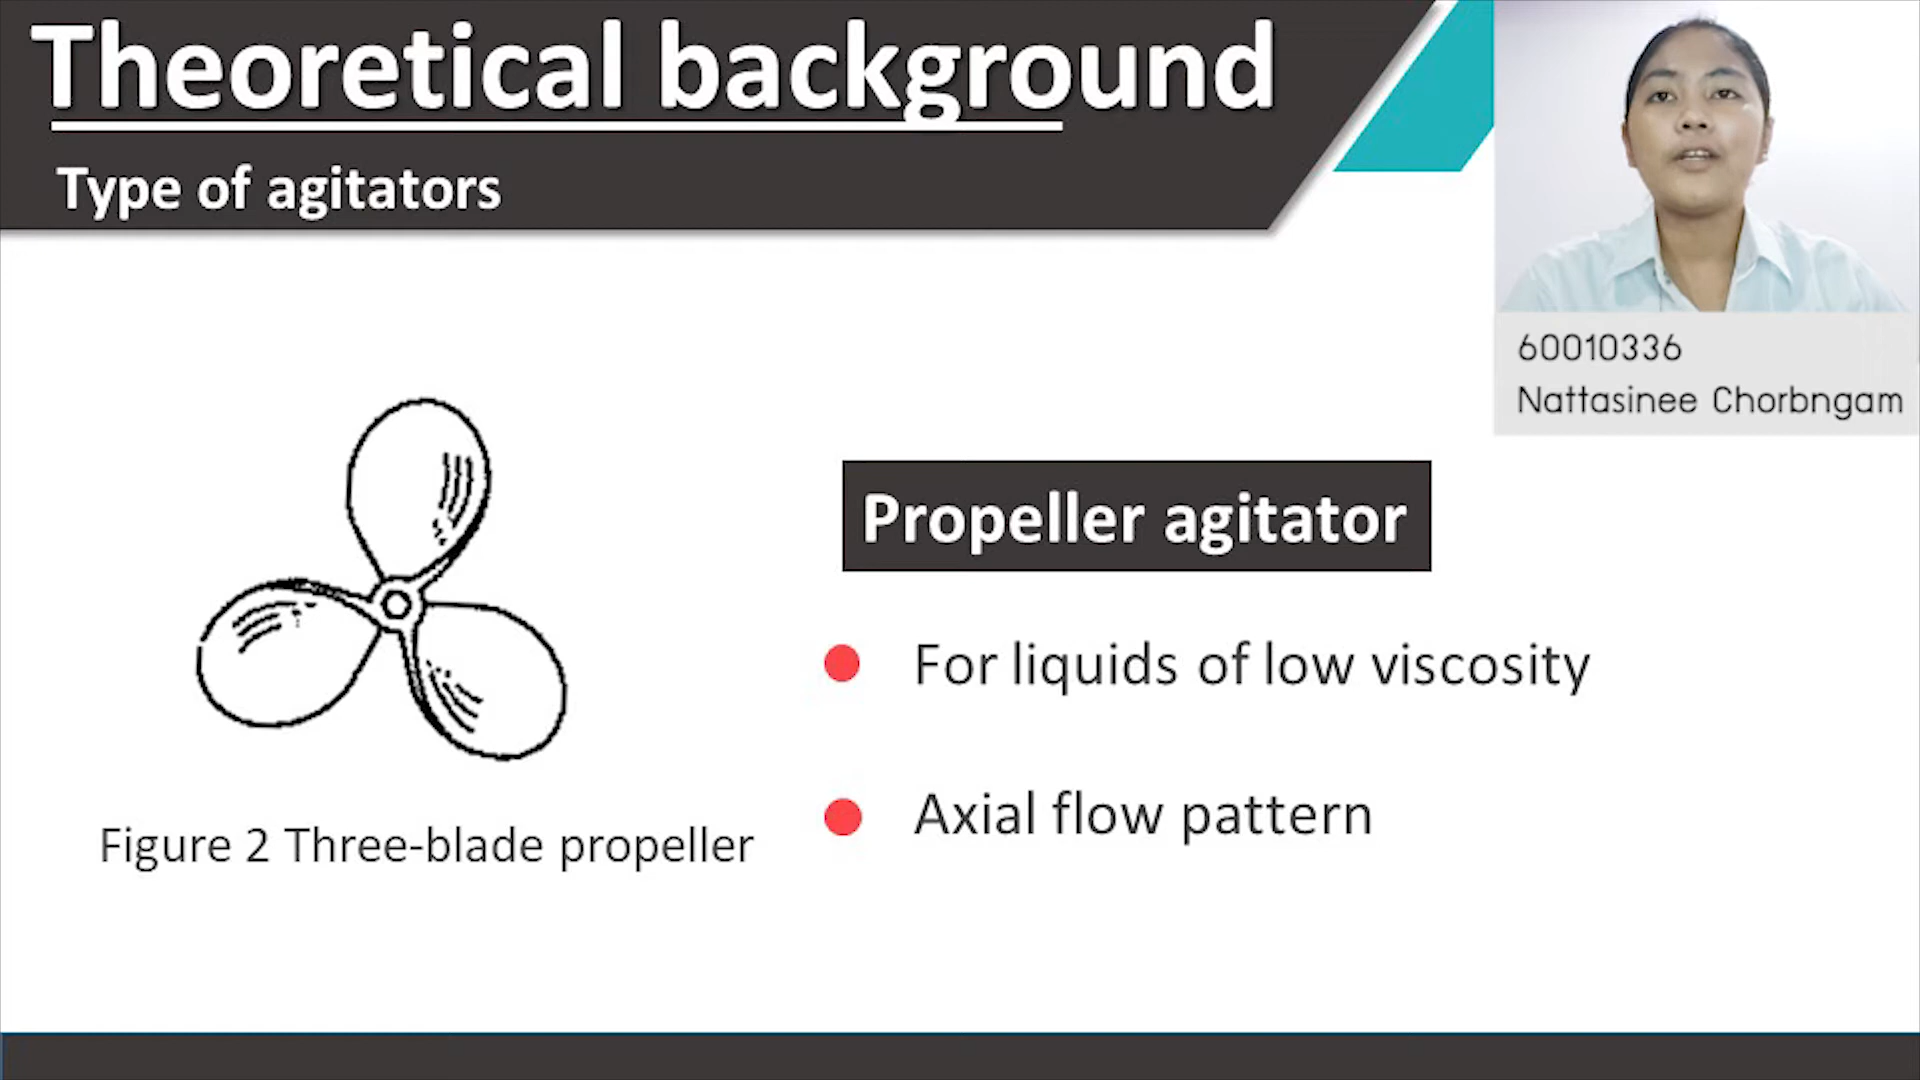 Theoretical background
Type of agitators
60010336
Nattasinee Chorbngam
Propeller agitator
For liquids of low viscosity
Axial flow pattern
Figure 2 Three-blade propeller